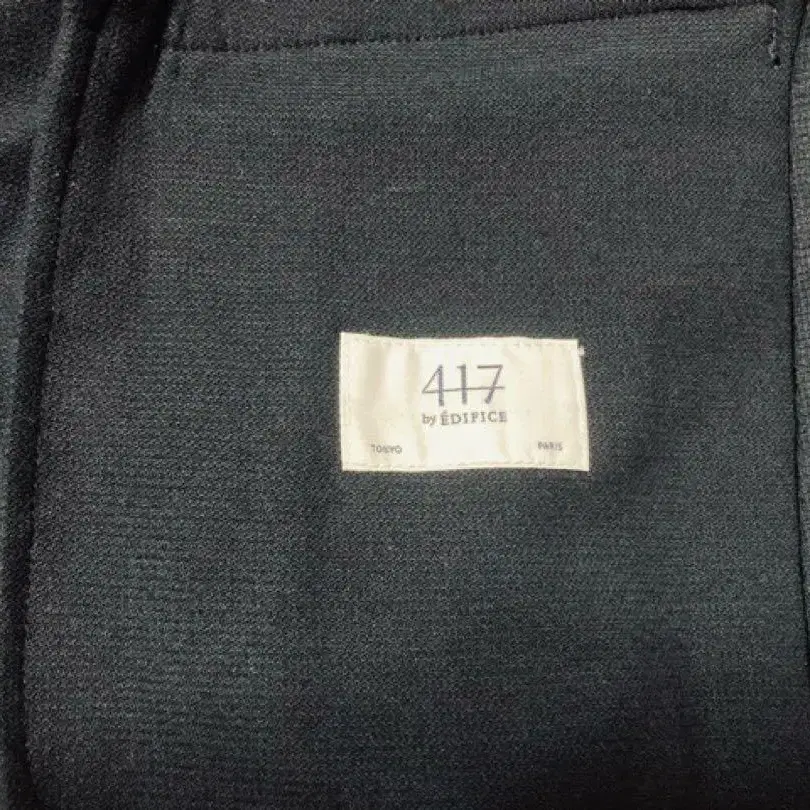 417
by ÉDIFICE
TOKYO PARIS